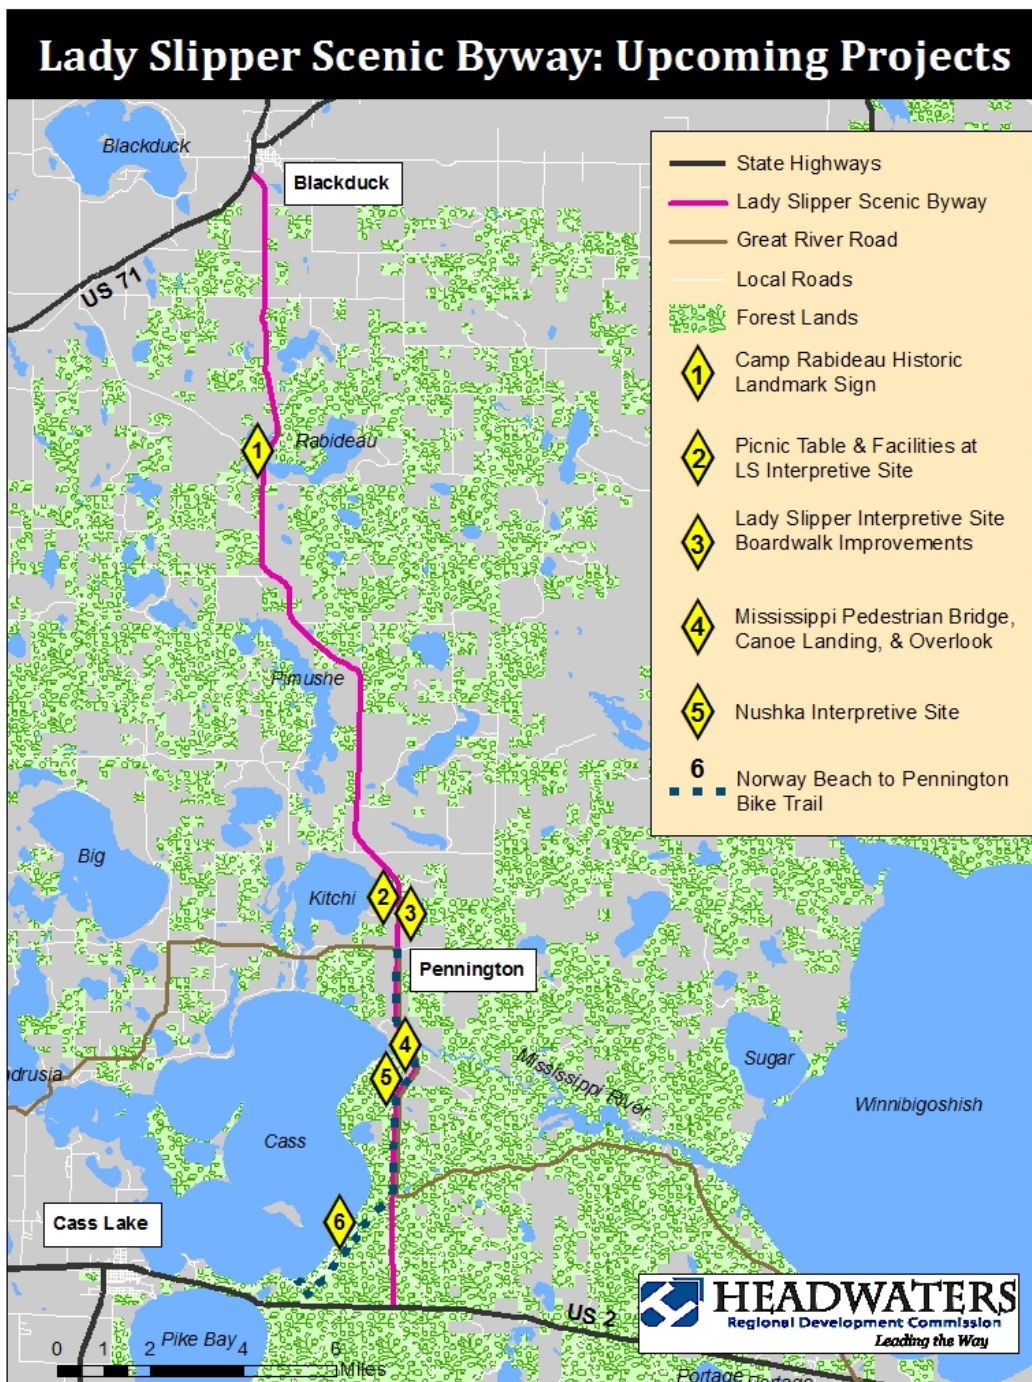 Lady Slipper Scenic Byway: Upcoming Projects
Blackduck
Blackduck
US 71
State Highways
Lady Slipper Scenic Byway
Great River Road
Local Roads
Forest Lands
1 Camp Rabideau Historic
Landmark Sign
2 Picnic Table & Facilities at
LS Interpretive Site
3 Lady Slipper Interpretive Site
Boardwalk Improvements
4 Mississippi Pedestrian Bridge,
Canoe Landing, & Overlook
5 Nushka Interpretive Site
6 Norway Beach to Pennington
Bike Trail
1
Rabideau
Pimushe
Big
Kitchi
2
3
Pennington
4
5
ndrusia
Mississippi River
Sugar
Winnibigoshish
Cass
6
Cass Lake
US 2
Pike Bay
0 1 2 4 6
Miles
HEADWATERS
Regional Development Commission
Leading the Way
Portage
Portage